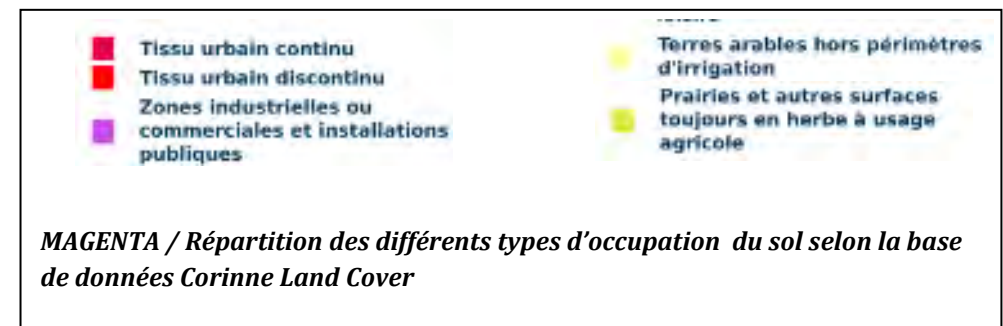 Tissu urbain continu
Tissu urbain discontinu
Zones industrielles ou
commerciales et installations
publiques
Terres arables hors périmètres
d'irrigation
Prairies et autres surfaces
toujours en herbe à usage
agricole
MAGENTA / Répartition des différents types d'occupation du sol selon la base
de données Corinne Land Cover